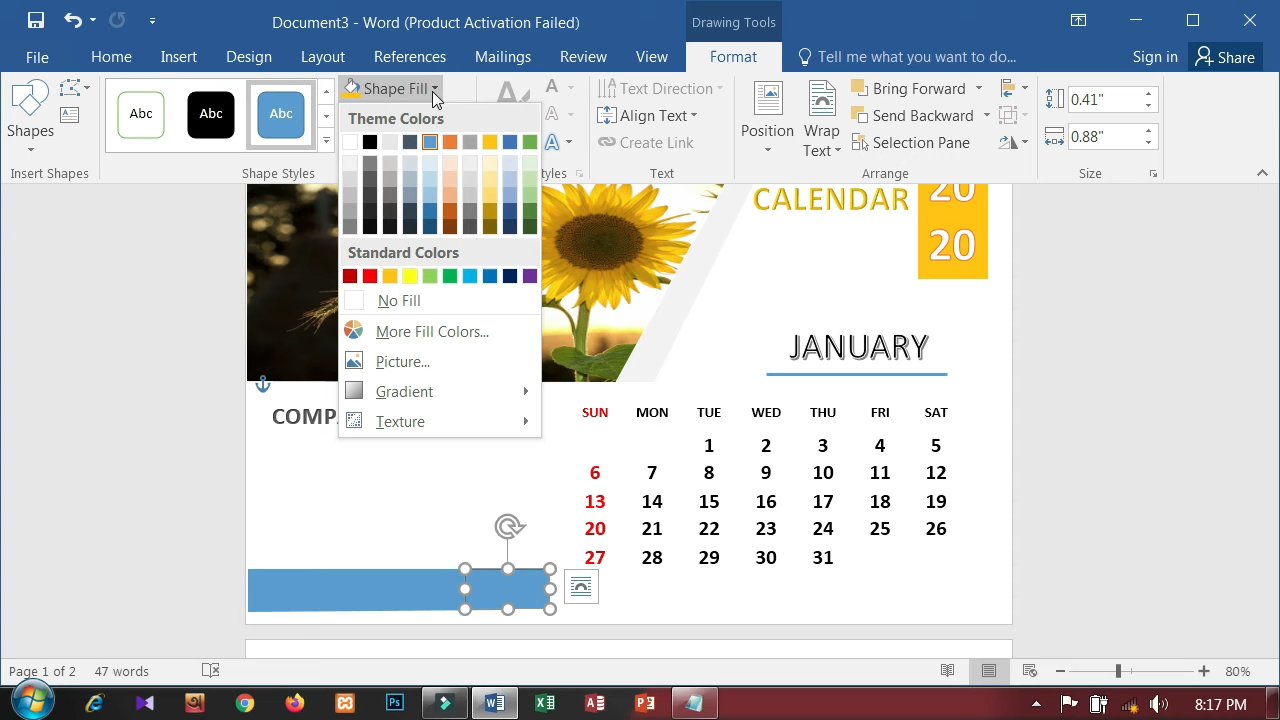 Document3 - Word (Product Activation Failed)
Drawing Tools
File Home Insert Design Layout References Mailings Review View Format Tell me what you want to do... Sign in Share
Shapes
Insert Shapes
Abc Abc Abc
Shape Styles
Shape Fill
Theme Colors
Standard Colors
No Fill
More Fill Colors...
Picture...
Gradient
Texture
A A
A
A
Text Direction
Align Text
Create Link
Text
Position
Wrap
Text
Bring Forward
Send Backward
Selection Pane
Arrange
0.41"
0.88"
Size
CALENDAR
20
20
JANUARY
SUN MON TUE WED THU FRI SAT
1 2 3 4 5
6 7 8 9 10 11 12
13 14 15 16 17 18 19
20 21 22 23 24 25 26
27 28 29 30 31
Page 1 of 2 47 words
80%
Ps
8:17 PM